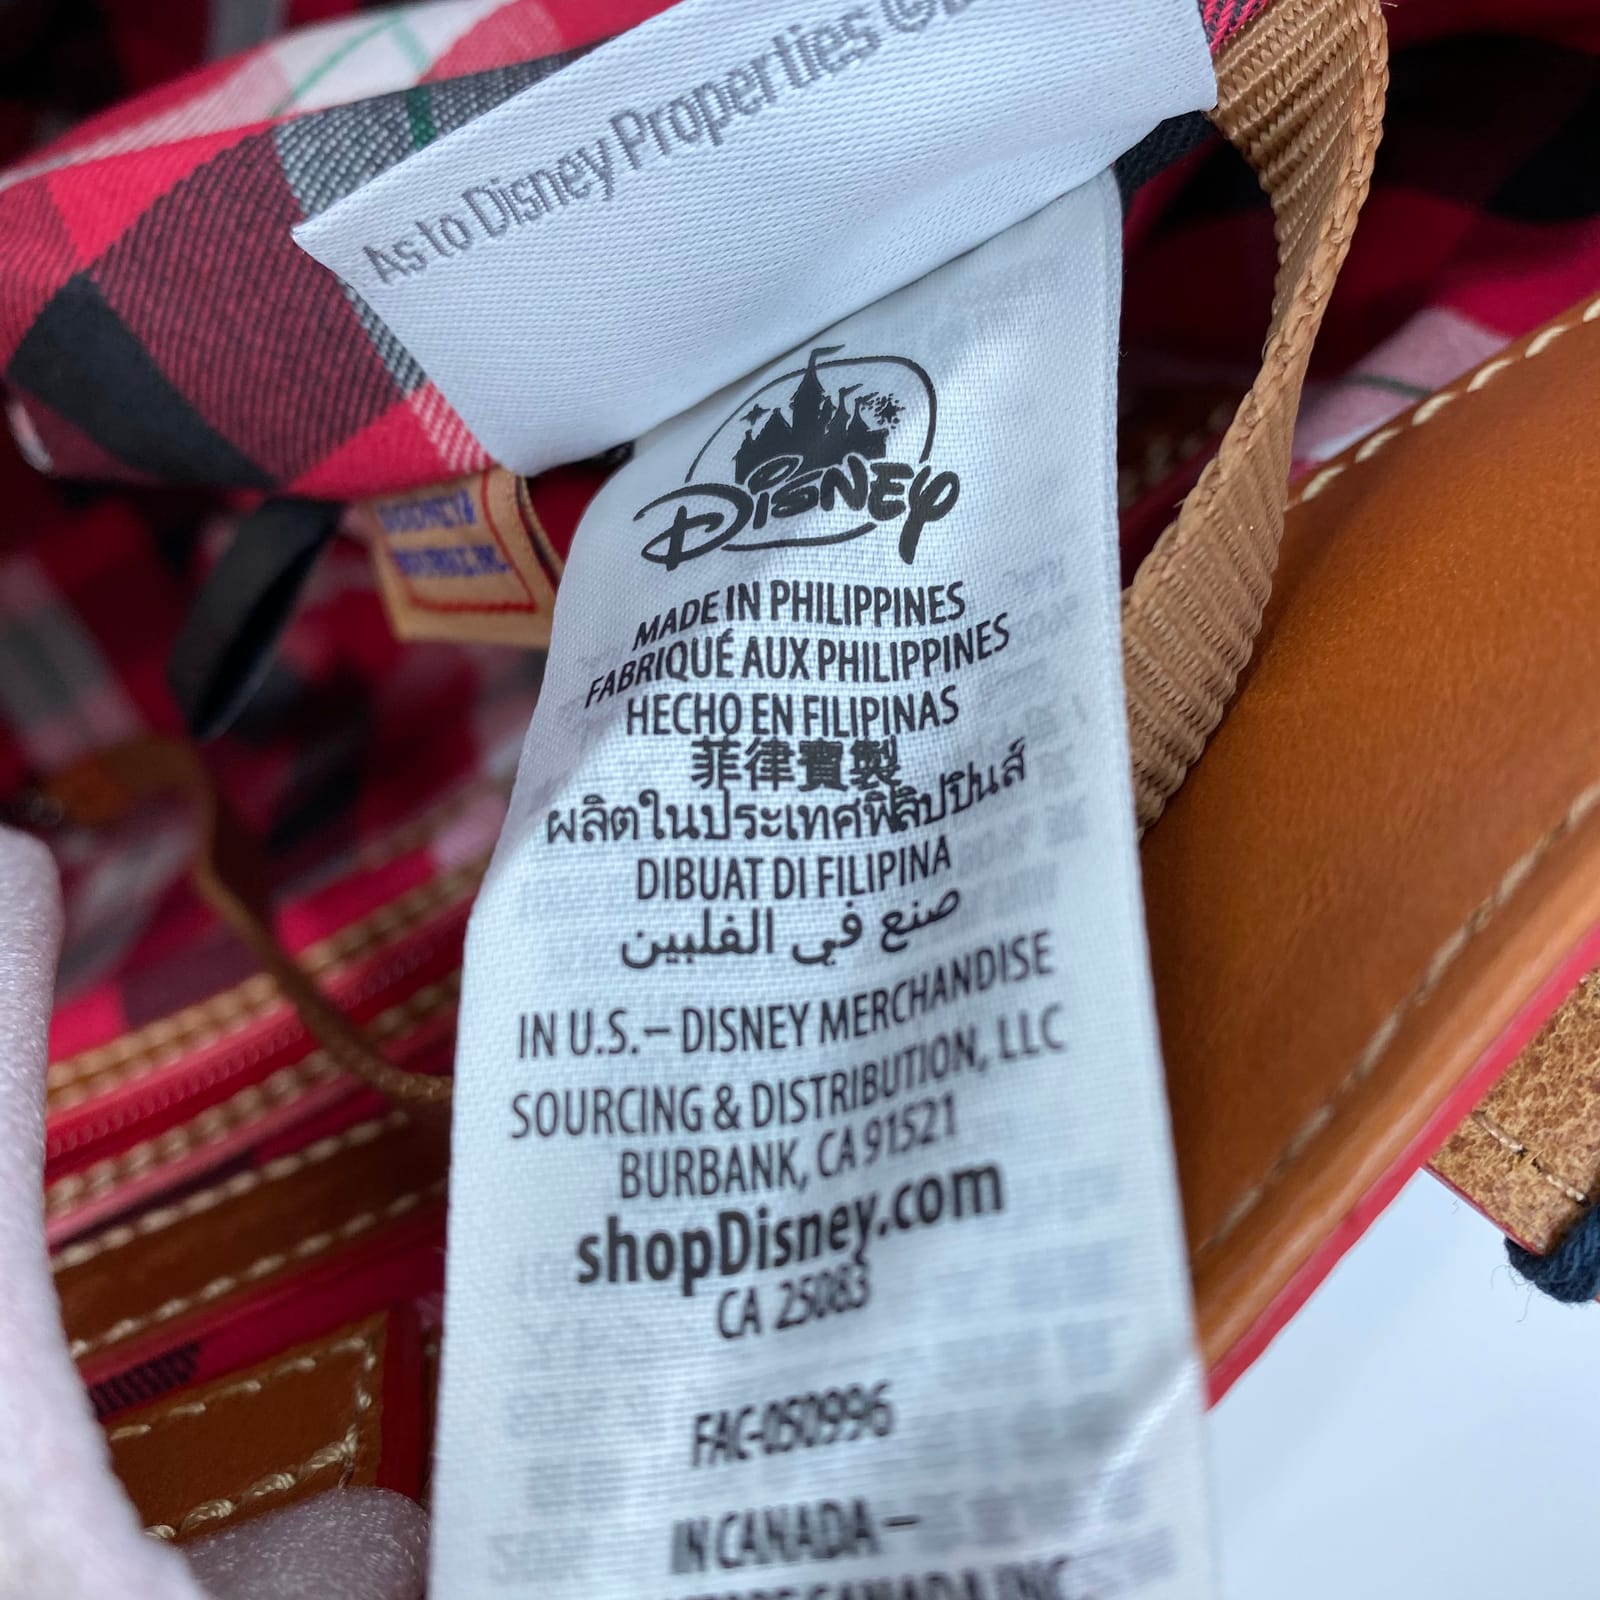 As to Disney Properties ©
DISNEY
MADE IN PHILIPPINES
FABRIQUÉ AUX PHILIPPINES
HECHO EN FILIPINAS
菲律賓製
ผลิตในประเทศฟิลิปปินส์
DIBUAT DI FILIPINA
صنع في الفلبين
IN U.S. – DISNEY MERCHANDISE
SOURCING & DISTRIBUTION, LLC
BURBANK, CA 91521
shopDisney.com
CA 25083
FAC-050996
IN CANADA –
CANADA INC.